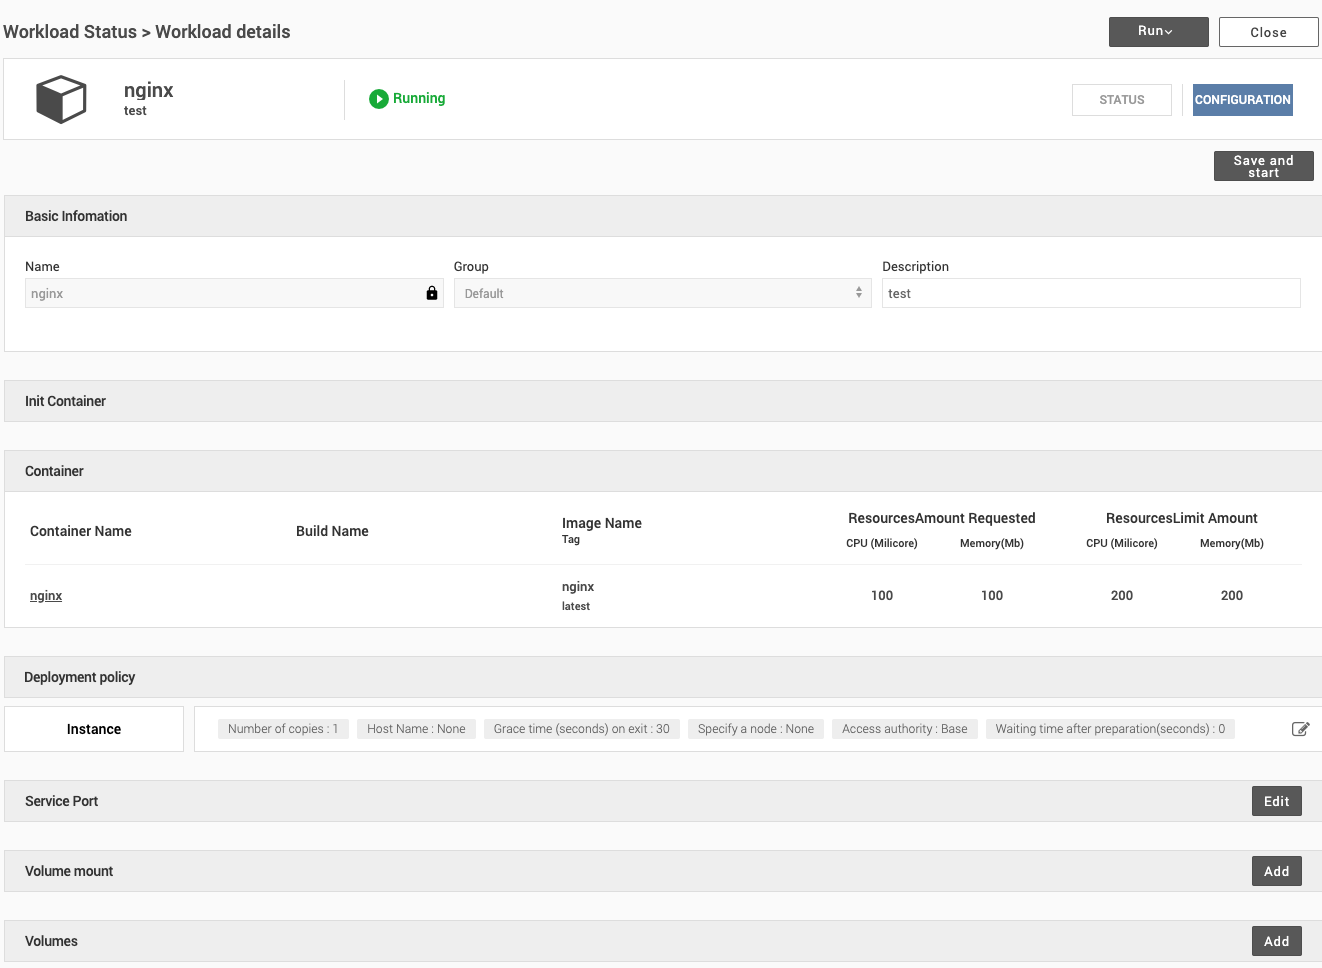 Workload Status > Workload details
Run
Close
nginx
test
Running
STATUS
CONFIGURATION
Save and
start
Basic Infomation
Name
Group
Description
nginx
Default
test
Init Container
Container
Container Name
Build Name
Image Name
Tag
ResourcesAmount Requested
CPU (Milicore)
Memory(Mb)
ResourcesLimit Amount
CPU (Milicore)
Memory(Mb)
nginx
nginx
latest
100
100
200
200
Deployment policy
Instance
Number of copies : 1
Host Name : None
Grace time (seconds) on exit : 30
Specify a node : None
Access authority : Base
Waiting time after preparation(seconds) : 0
Service Port
Edit
Volume mount
Add
Volumes
Add